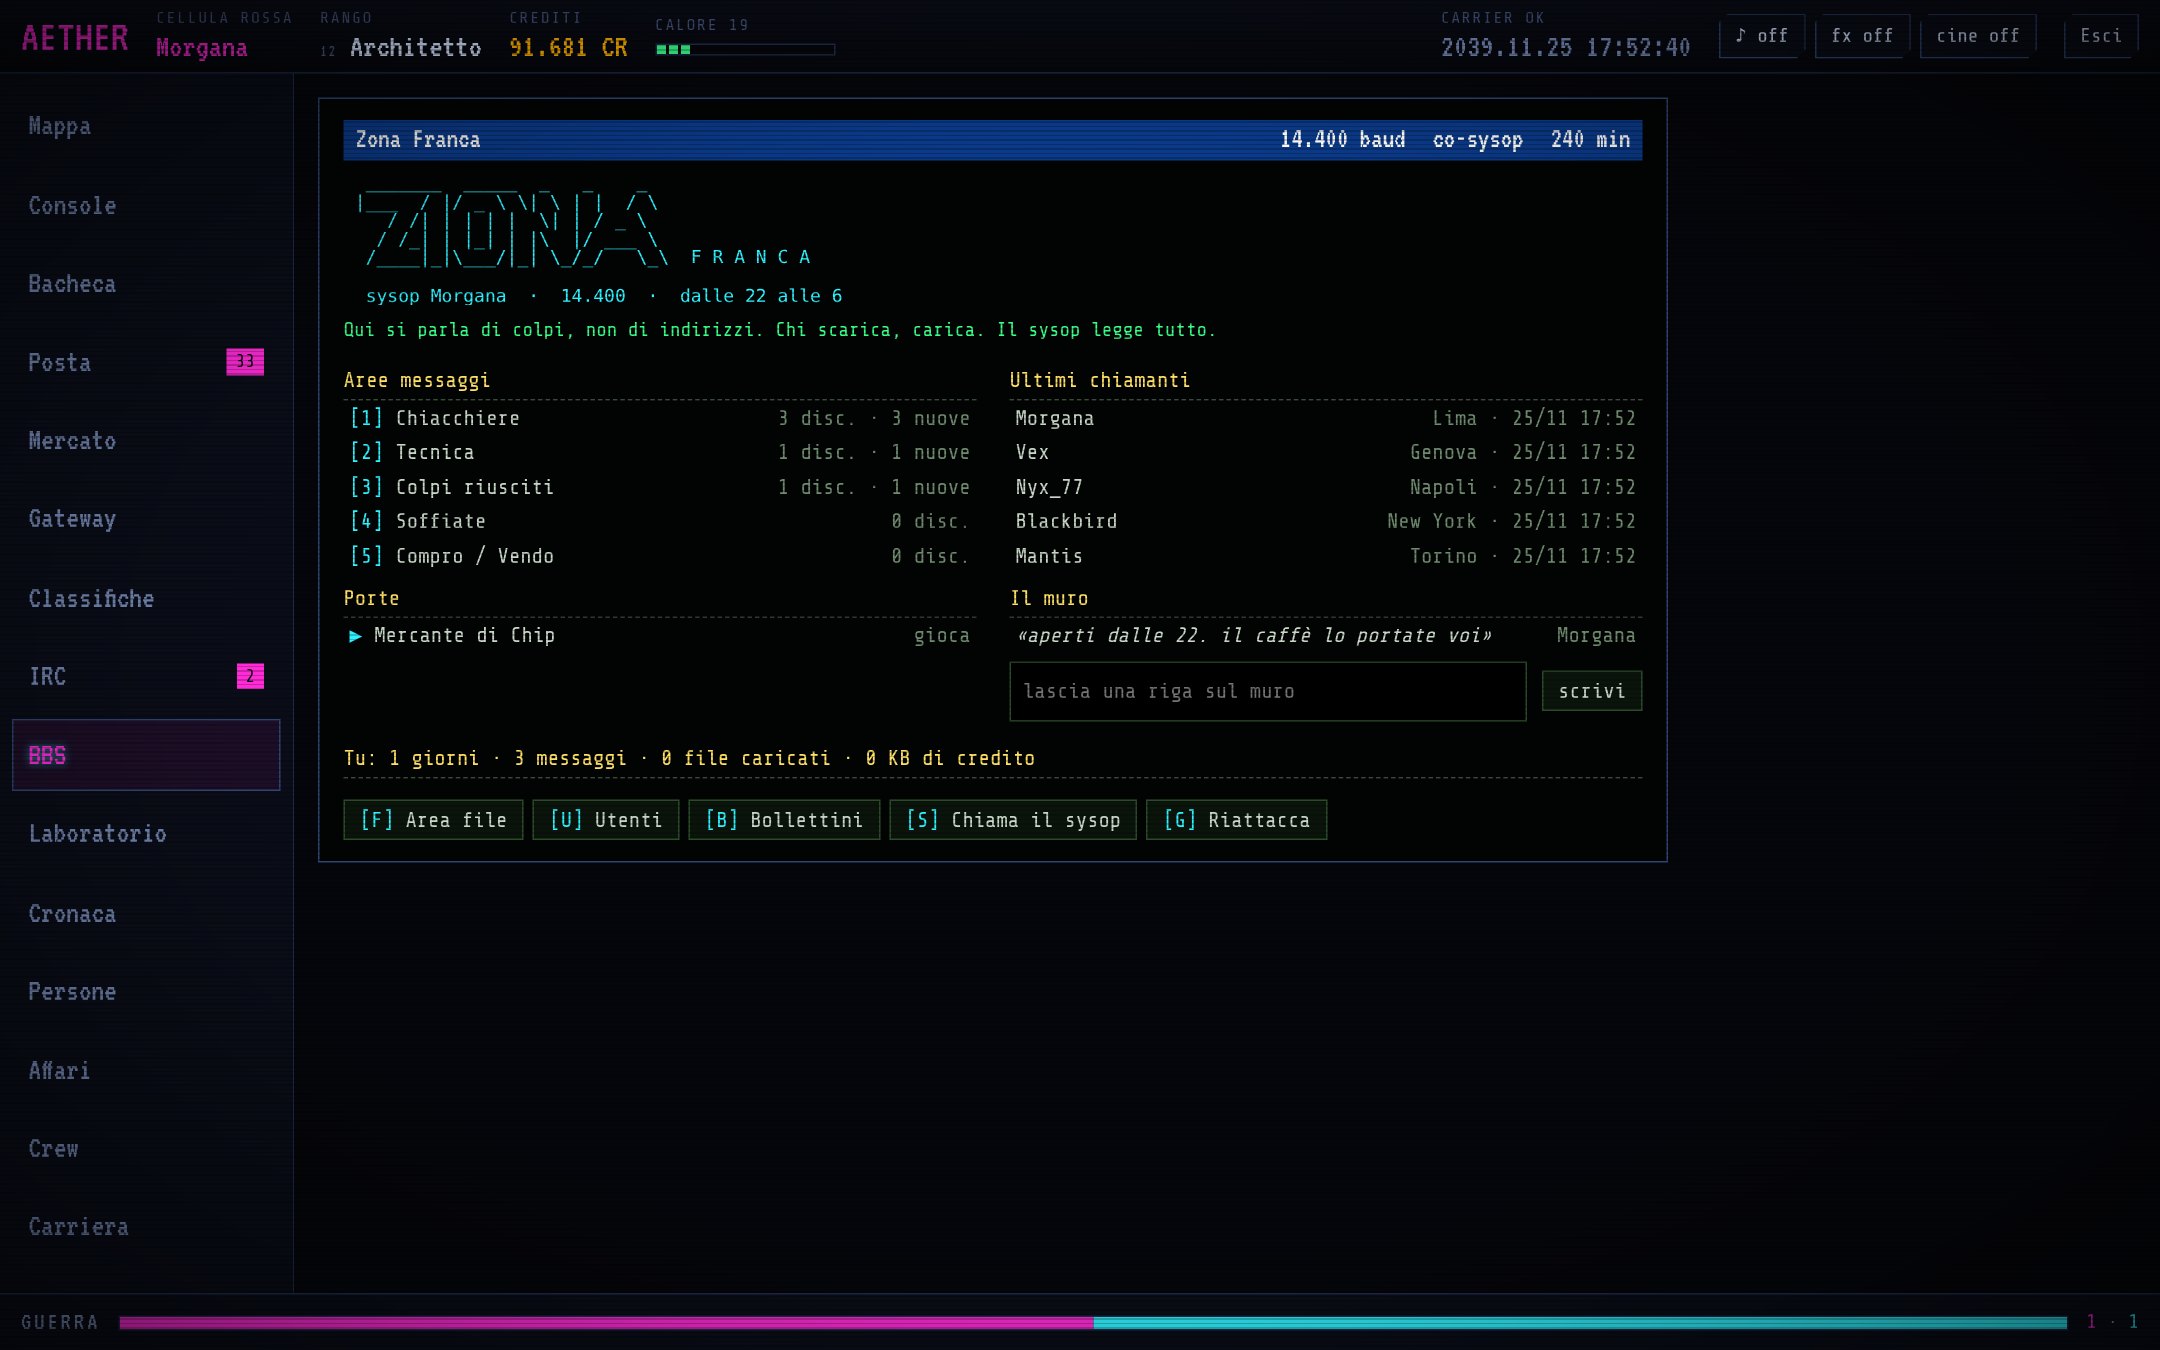 AETHER
CELLULA ROSSA
Morgana
RANGO
12 Architetto
CREDITI
91.681 CR
CALORE 19
CARRIER OK
2039.11.25 17:52:40
♪ off
fx off
cine off
Esci
Mappa
Console
Bacheca
Posta 33
Mercato
Gateway
Classifiche
IRC 2
BBS
Laboratorio
Cronaca
Persone
Affari
Crew
Carriera
Zona Franca 14.400 baud co-sysop 240 min
ZIONA FRANCA
sysop Morgana · 14.400 · dalle 22 alle 6
Qui si parla di colpi, non di indirizzi. Chi scarica, carica. Il sysop legge tutto.
Aree messaggi
[1] Chiacchiere 3 disc. · 3 nuove
[2] Tecnica 1 disc. · 1 nuove
[3] Colpi riusciti 1 disc. · 1 nuove
[4] Soffiate 0 disc.
[5] Compro / Vendo 0 disc.
Ultimi chiamanti
Morgana Lima · 25/11 17:52
Vex Genova · 25/11 17:52
Nyx_77 Napoli · 25/11 17:52
Blackbird New York · 25/11 17:52
Mantis Torino · 25/11 17:52
Porte
▶ Mercante di Chip gioca
Il muro
«aperti dalle 22. il caffè lo portate voi» Morgana
lascia una riga sul muro
scrivi
Tu: 1 giorni · 3 messaggi · 0 file caricati · 0 KB di credito
[F] Area file
[U] Utenti
[B] Bollettini
[S] Chiama il sysop
[G] Riattacca
GUERRA 1 · 1